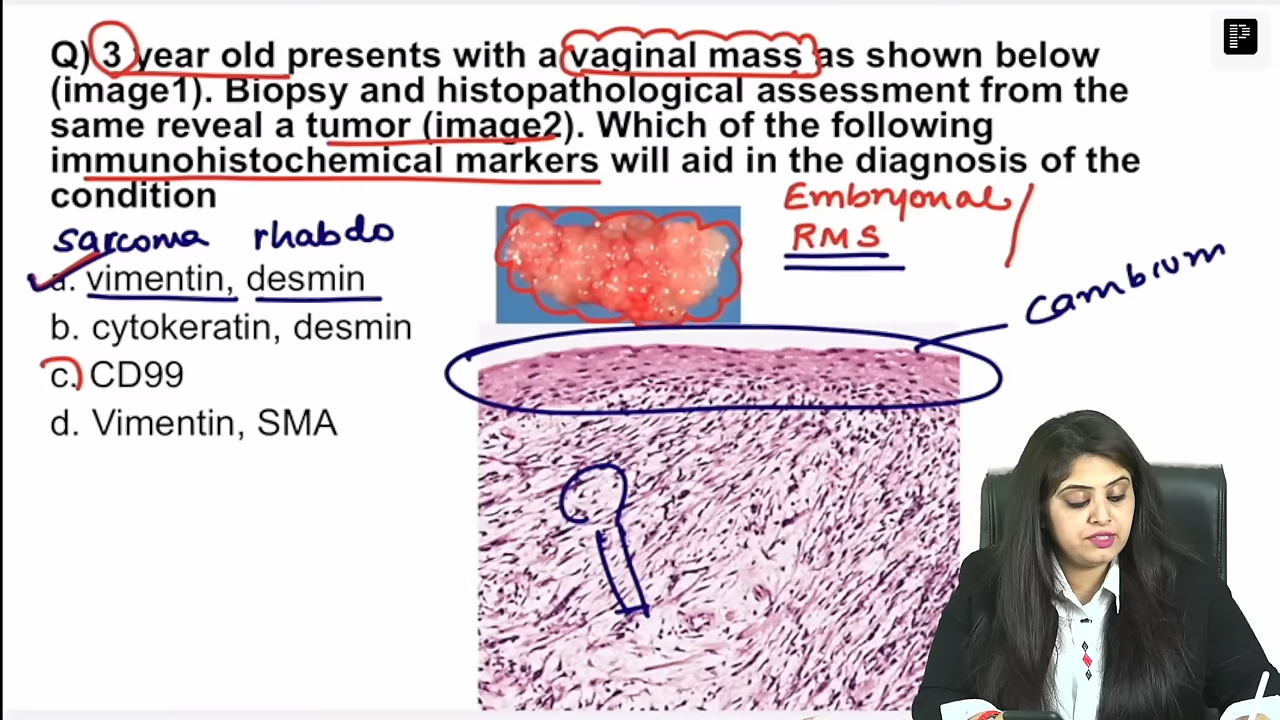 Q) 3 year old presents with a vaginal mass as shown below
(image1). Biopsy and histopathological assessment from the
same reveal a tumor (image2). Which of the following
immunohistochemical markers will aid in the diagnosis of the
condition
Embryonal
RMS
sarcoma rhabdo
a. vimentin, desmin
cambium
b. cytokeratin, desmin
c. CD99
d. Vimentin, SMA